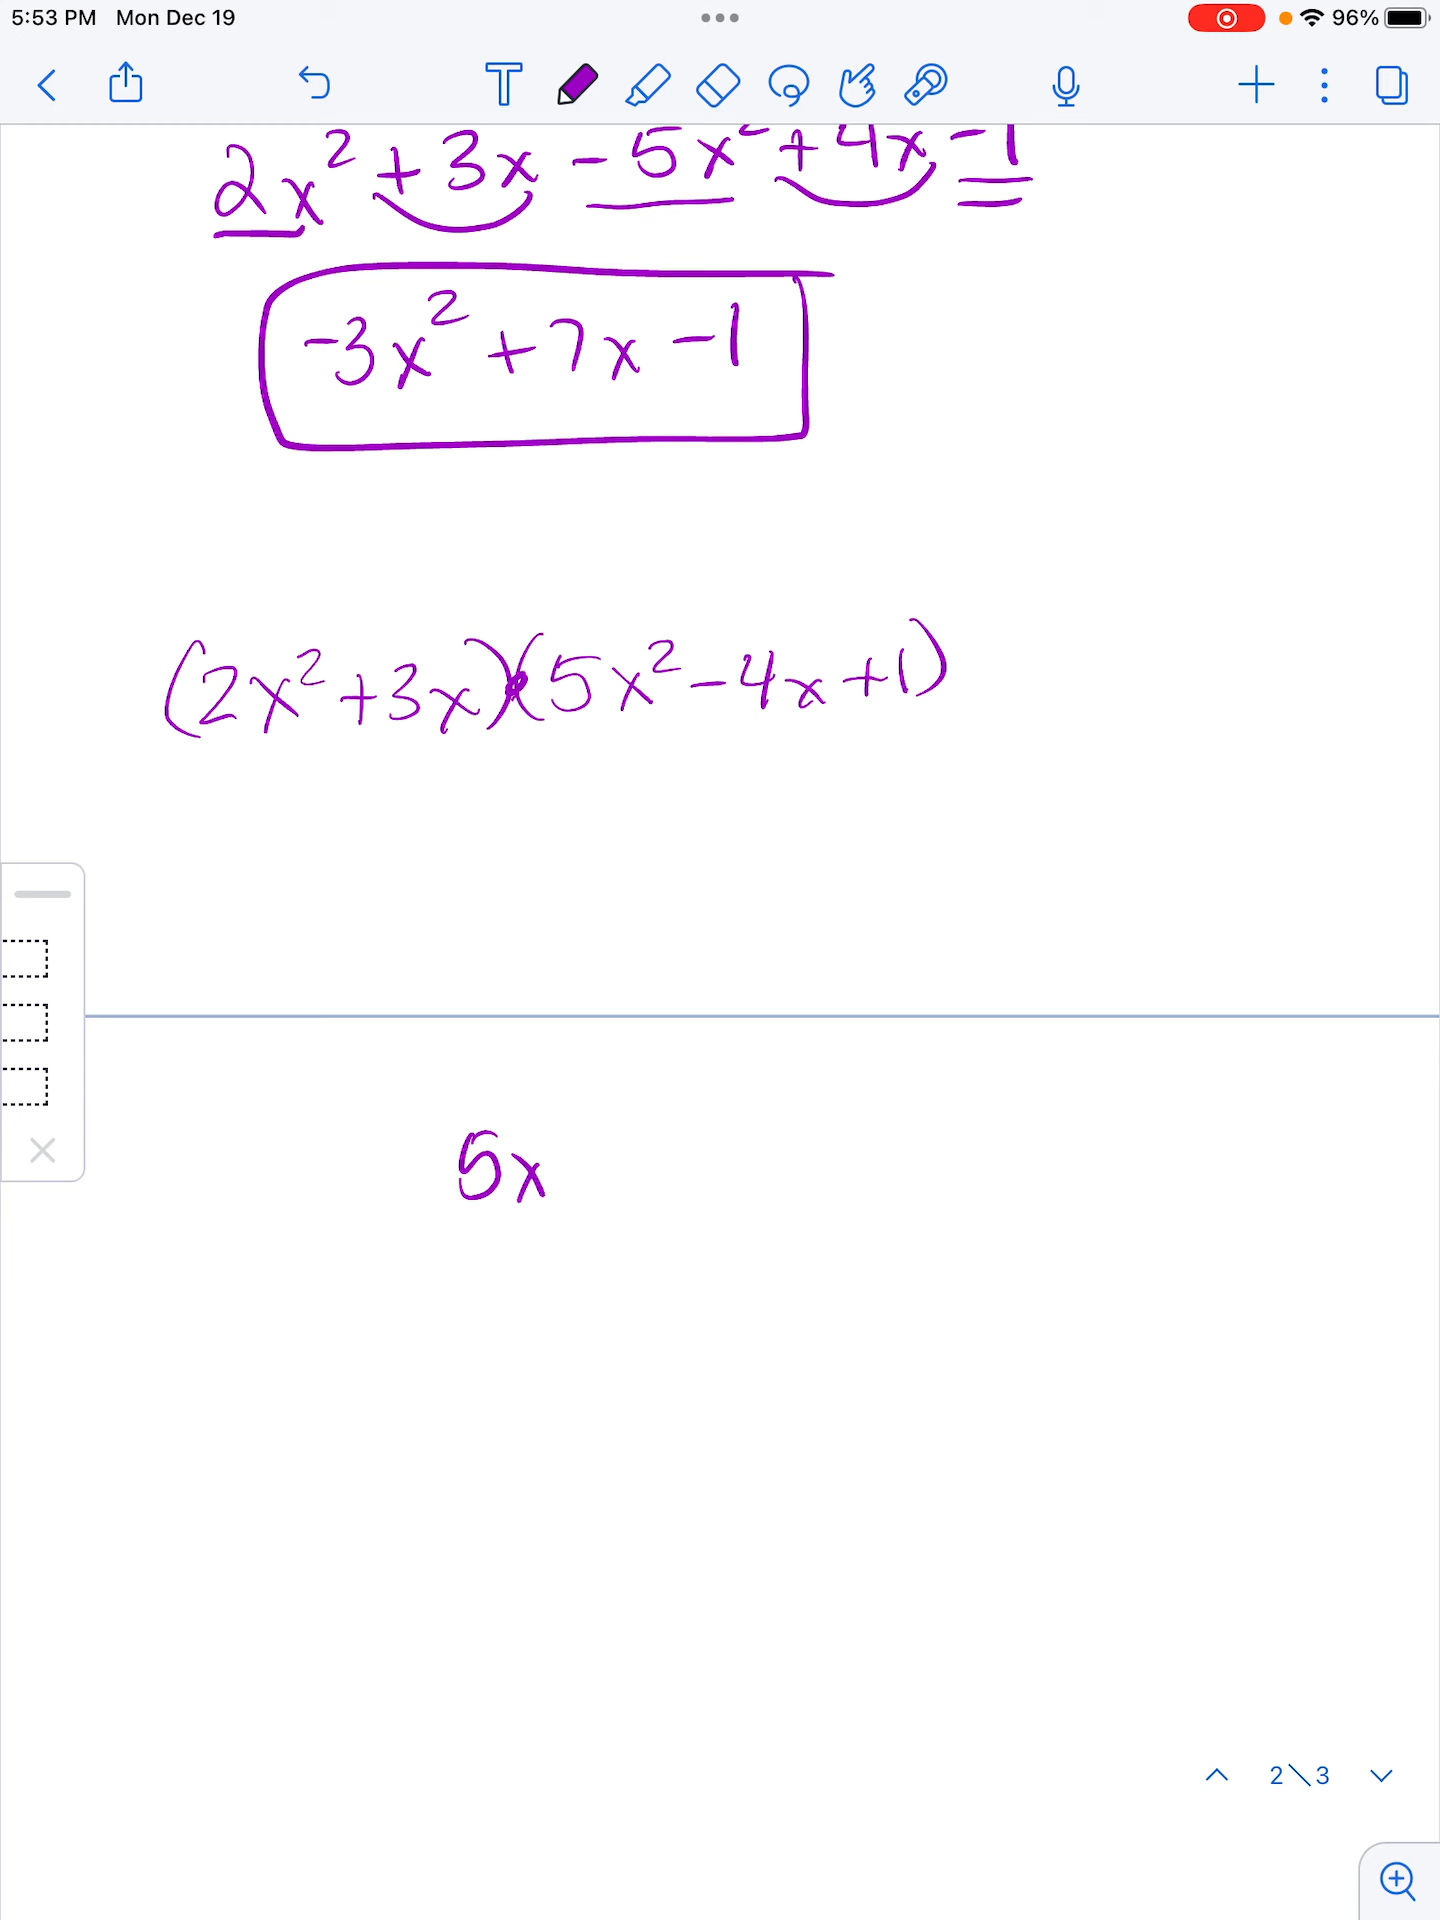 5:53 PM Mon Dec 19 96%
T
2x² + 3x - 5x² + 4x - 1
-3x² + 7x - 1
(2x² + 3x)•(5x² - 4x + 1)
5x
2\3